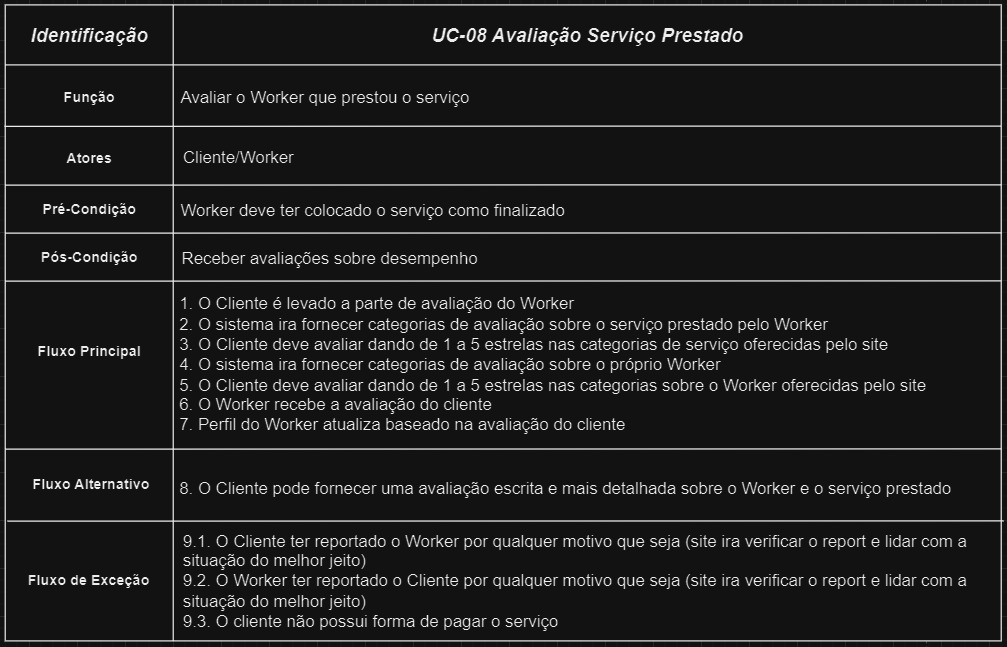 Identificação
UC-08 Avaliação Serviço Prestado
Função
Avaliar o Worker que prestou o serviço
Atores
Cliente/Worker
Pré-Condição
Worker deve ter colocado o serviço como finalizado
Pós-Condição
Receber avaliações sobre desempenho
Fluxo Principal
1. O Cliente é levado a parte de avaliação do Worker
2. O sistema ira fornecer categorias de avaliação sobre o serviço prestado pelo Worker
3. O Cliente deve avaliar dando de 1 a 5 estrelas nas categorias de serviço oferecidas pelo site
4. O sistema ira fornecer categorias de avaliação sobre o próprio Worker
5. O Cliente deve avaliar dando de 1 a 5 estrelas nas categorias sobre o Worker oferecidas pelo site
6. O Worker recebe a avaliação do cliente
7. Perfil do Worker atualiza baseado na avaliação do cliente
Fluxo Alternativo
8. O Cliente pode fornecer uma avaliação escrita e mais detalhada sobre o Worker e o serviço prestado
Fluxo de Exceção
9.1. O Cliente ter reportado o Worker por qualquer motivo que seja (site ira verificar o report e lidar com a
situação do melhor jeito)
9.2. O Worker ter reportado o Cliente por qualquer motivo que seja (site ira verificar o report e lidar com a
situação do melhor jeito)
9.3. O cliente não possui forma de pagar o serviço